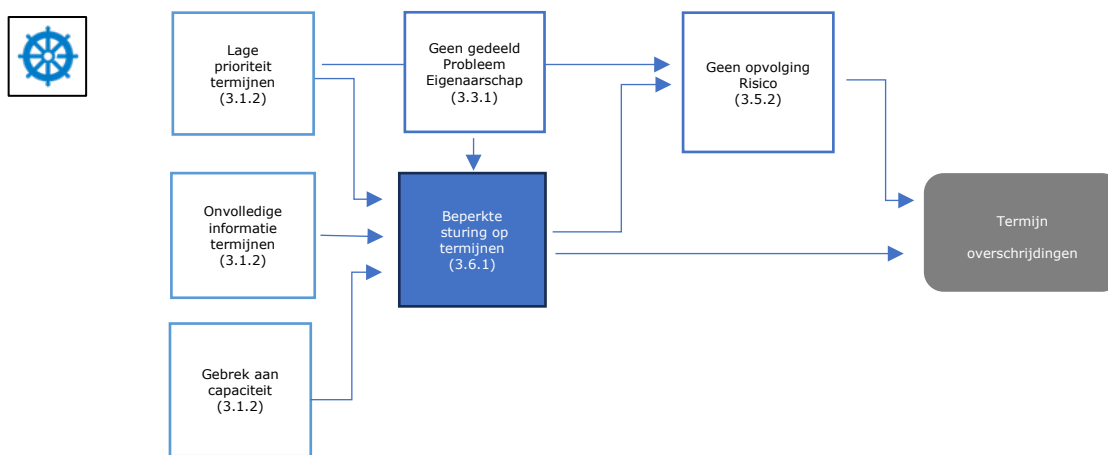 Lage
prioriteit
termijnen
(3.1.2)
Geen gedeeld
Probleem
Eigenaarschap
(3.3.1)
Geen opvolging
Risico
(3.5.2)
Onvolledige
informatie
termijnen
(3.1.2)
Beperkte
sturing op
termijnen
(3.6.1)
Termijn
overschrijdingen
Gebrek aan
capaciteit
(3.1.2)